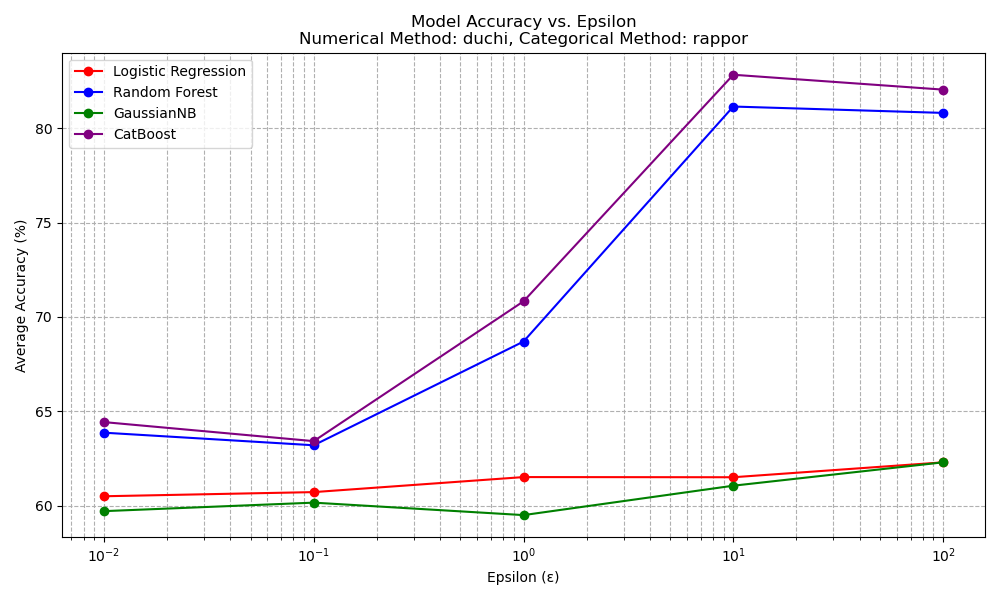 Model Accuracy vs. Epsilon
Numerical Method: duchi, Categorical Method: rappor
Logistic Regression
Random Forest
GaussianNB
CatBoost
Average Accuracy (%)
80
75
70
65
60
10⁻²
10⁻¹
10⁰
10¹
10²
Epsilon (ε)